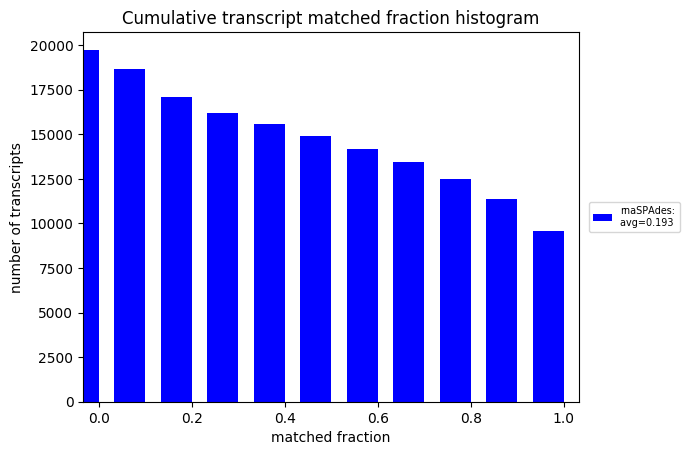 Cumulative transcript matched fraction histogram
number of transcripts
20000
17500
15000
12500
10000
7500
5000
2500
0
0.0 0.2 0.4 0.6 0.8 1.0
matched fraction
rnaSPAdes:
avg=0.193